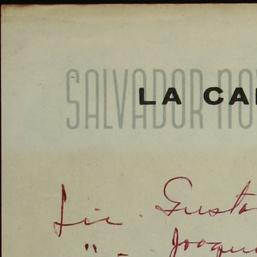 SALVADOR NO
LA CA
Lic. Gusta
" - Joaqu